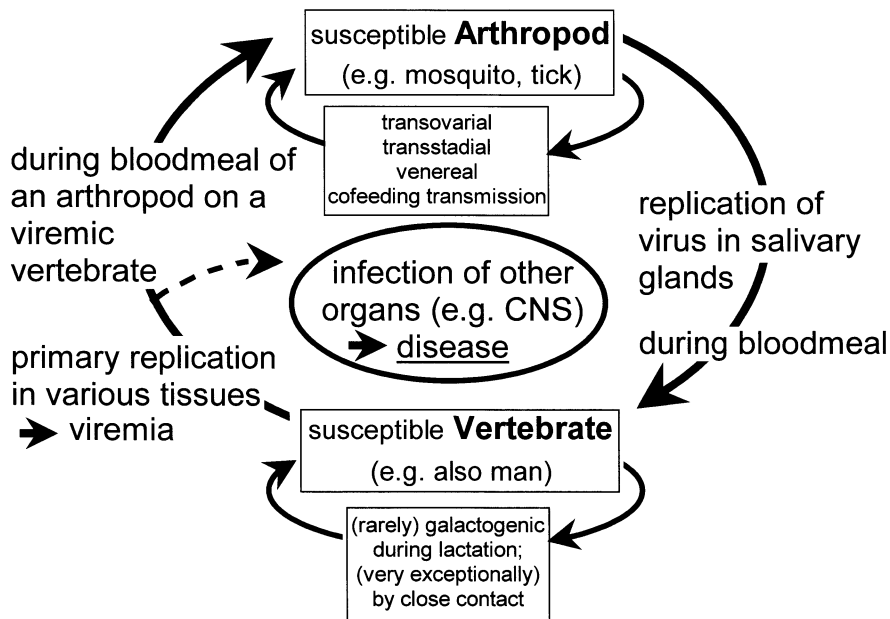 susceptible Arthropod
(e.g. mosquito, tick)
transovarial
transstadial
venereal
cofeeding transmission
during bloodmeal of
an arthropod on a
viremic
vertebrate
replication of
virus in salivary
glands
during bloodmeal
infection of other
organs (e.g. CNS)
disease
primary replication
in various tissues
viremia
susceptible Vertebrate
(e.g. also man)
(rarely) galactogenic
during lactation;
(very exceptionally)
by close contact